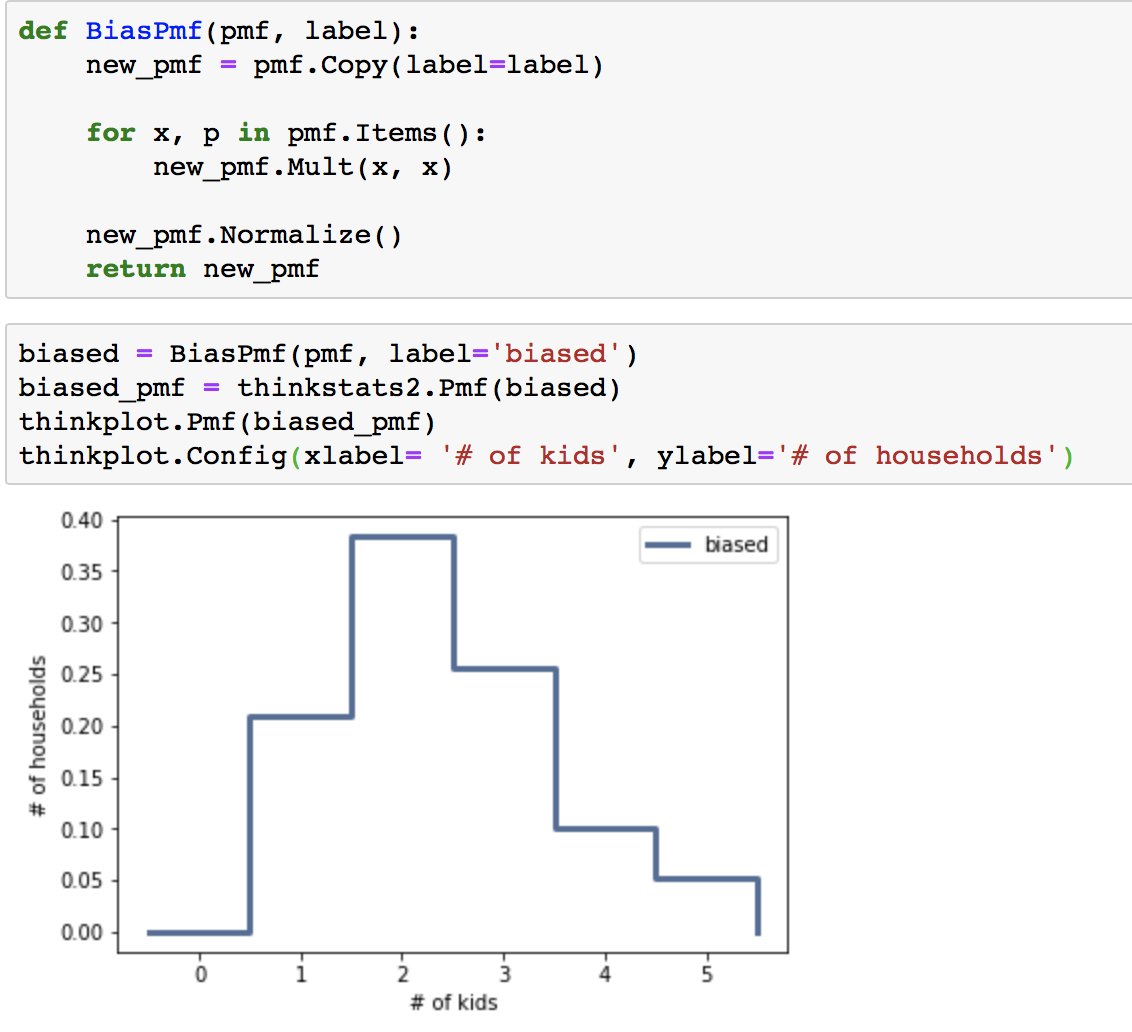 def BiasPmf(pmf, label):
    new_pmf = pmf.Copy(label=label)
    for x, p in pmf.Items():
        new_pmf.Mult(x, x)
    new_pmf.Normalize()
    return new_pmf
biased = BiasPmf(pmf, label='biased')
biased_pmf = thinkstats2.Pmf(biased)
thinkplot.Pmf(biased_pmf)
thinkplot.Config(xlabel= '# of kids', ylabel='# of households')
biased
0.40
0.35
0.30
0.25
0.20
0.15
0.10
0.05
0.00
# of households
0 1 2 3 4 5
# of kids